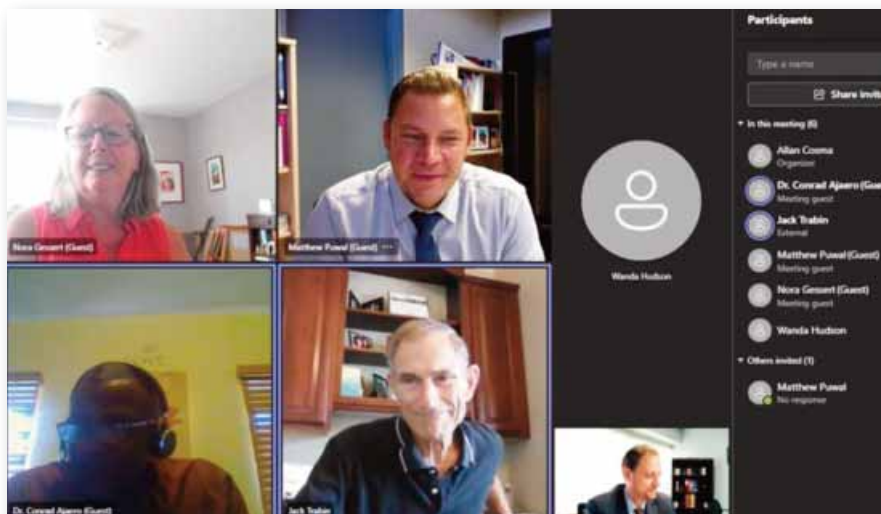 Nora Gessert (Guest)
Matthew Puwal (Guest) ...
Wanda Hudson
Dr. Conrad Ajaero (Guest)
Jack Trabin
Participants
Type a name
Share invit
In this meeting (6)
Allan Cosma
Organizer
Dr. Conrad Ajaero (Gue
Meeting guest
Jack Trabin
External
Matthew Puwal (Guest)
Meeting guest
Nora Gessert (Guest)
Meeting guest
Wanda Hudson
Others invited (1)
Matthew Puwal
No response